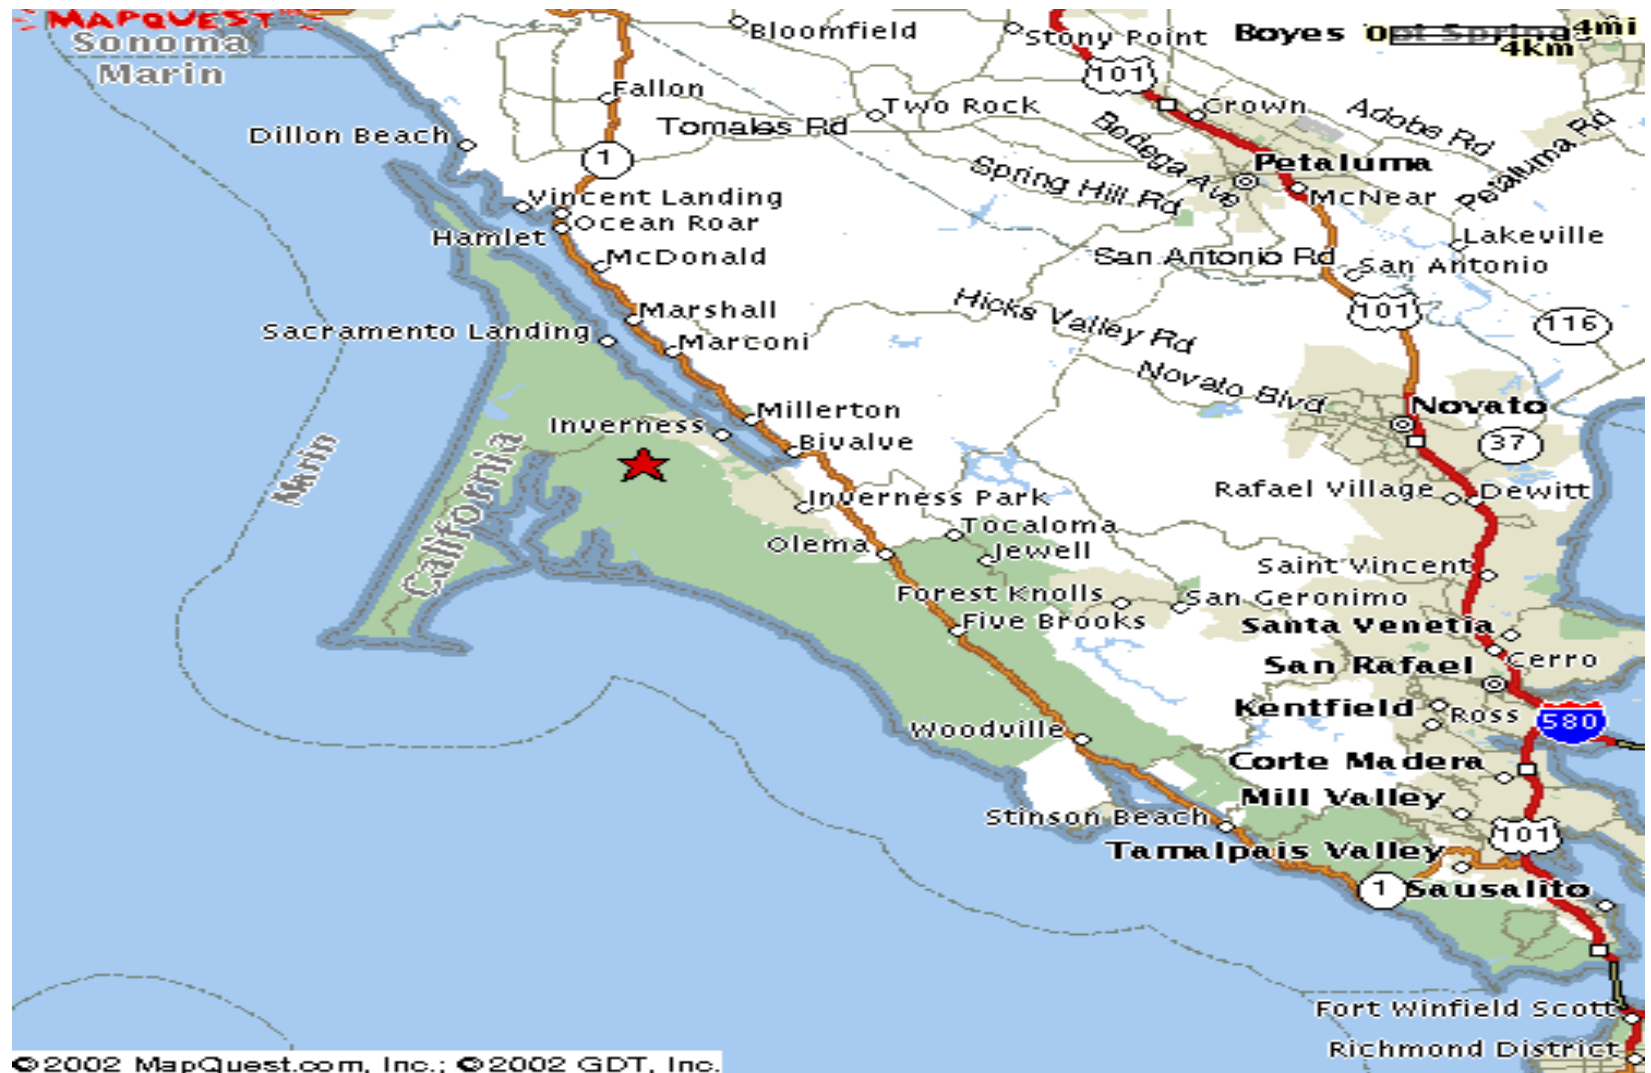 MAPQUEST
Sonoma
Marin
Bloomfield
Stony Point
Boyes
4mi
4km
101
Fallon
Two Rock
Crown
Adobe Rd
Petaluma Rd
Dillon Beach
Tomales Rd
Bodega Ave
1
Petaluma
Spring Hill Rd
McNear
Vincent Landing
Ocean Roar
Hamlet
Lakeville
McDonald
San Antonio Rd
San Antonio
Marshall
Hicks Valley Rd
101
116
Sacramento Landing
Marconi
Novato Blvd
Millerton
Novato
Inverness
Bivalve
37
Marin
California
Inverness Park
Rafael Village
Dewitt
Tocaloma
Olema
Jewell
Saint Vincent
Forest Knolls
San Geronimo
Five Brooks
Santa Venetia
San Rafael
Cerro
Kentfield
Ross
580
Woodville
Corte Madera
Mill Valley
Stinson Beach
101
Tamalpais Valley
1
Sausalito
Fort Winfield Scott
Richmond District
©2002 MapQuest.com, Inc.; ©2002 GDT, Inc.